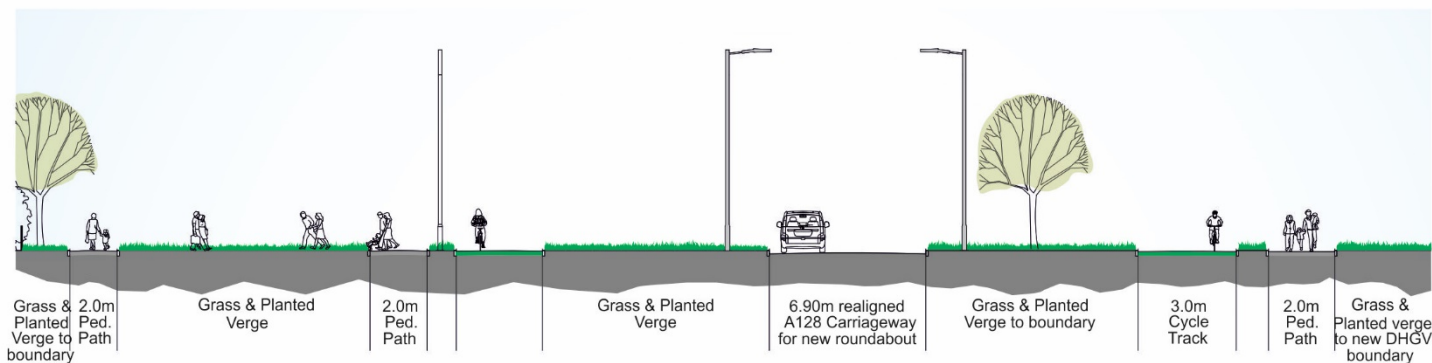 Grass &
Planted
Verge to
boundary
2.0m
Ped.
Path
Grass & Planted
Verge
2.0m
Ped.
Path
Grass & Planted
Verge
6.90m realigned
A128 Carriageway
for new roundabout
Grass & Planted
Verge to boundary
3.0m
Cycle
Track
2.0m
Ped.
Path
Grass &
Planted verge
to new DHGV
boundary